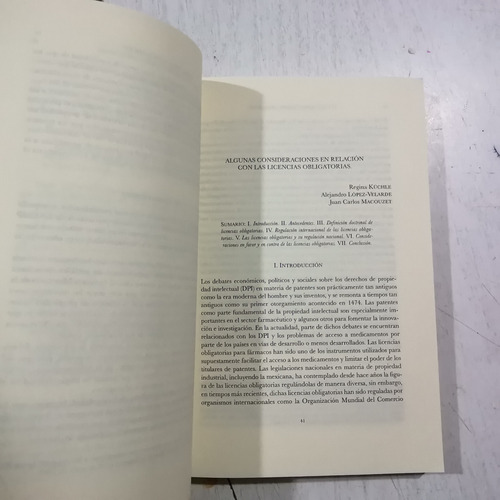 ALGUNAS CONSIDERACIONES EN RELACIÓN
CON LAS LICENCIAS OBLIGATORIAS.
Regina KÜCHLE
Alejandro LÓPEZ-VELARDE
Juan Carlos MACOUZET
SUMARRY I. Introducción. II. Antecedentes. III. Definición doctrinal de
licencias obligatorias. IV. Regulación internacional de las licencias obliga-
torias. V. Las licencias obligatorias y su regulación nacional. VI. Conside-
raciones en favor y en contra de las licencias obligatorias. VII. Conclusión.
I. INTRODUCCIÓN
Los debates económicos, políticos y sociales sobre los derechos de propie-
dad intelectual (DPI) en materia de patentes son prácticamente tan antiguos
como la era moderna del hombre y sus inventos, y se remonta a tiempos tan
antiguos como su primer otorgamiento acontecido en 1474. Las patentes
como parte fundamental de la propiedad intelectual son especialmente im-
portantes en el sector farmacéutico y algunos otros para fomentar la innova-
ción e investigación. En la actualidad, parte de dichos debates se encuentran
relacionados con los DPI y los problemas de acceso a medicamentos por
parte de los países en vías de desarrollo o menos desarrollados. Las licencias
obligatorias para fármacos han sido uno de los instrumentos utilizados para
supuestamente facilitar el acceso a los medicamentos y limitar el poder de los
titulares de patentes. Las legislaciones nacionales en materia de propiedad
industrial, incluyendo la mexicana, ha contemplado desde hace años la figu-
ra de las licencias obligatorias regulándolas de manera diversa, sin embargo,
en tiempos más recientes, dichas licencias obligatorias han sido reguladas por
organismos internacionales como la Organización Mundial del Comercio